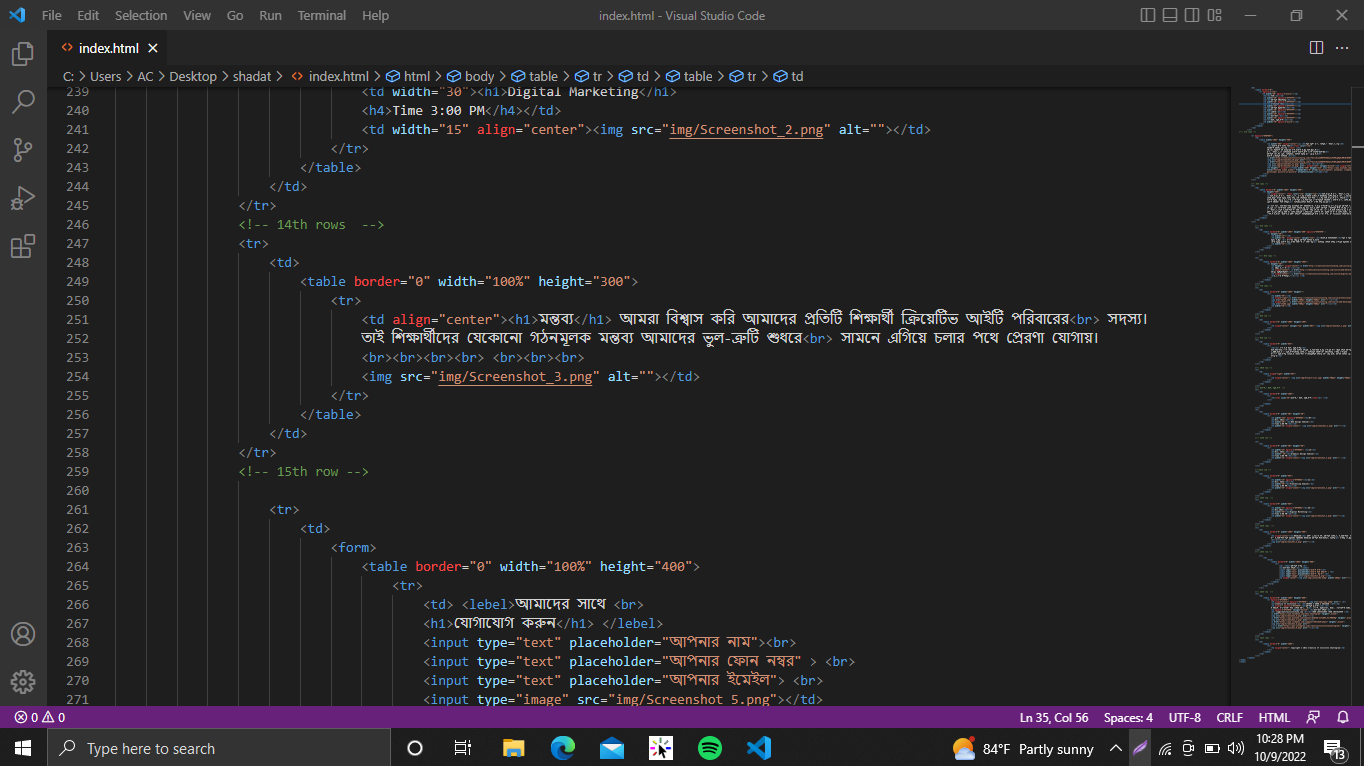 File Edit Selection View Go Run Terminal Help index.html - Visual Studio Code
index.html
C: > Users > AC > Desktop > shadat > index.html > html > body > table > tr > td > table > tr > td
239 <td width="30"><h1>Digital Marketing</h1>
240 <h4>Time 3:00 PM</h4></td>
241 <td width="15" align="center"><img src="img/Screenshot_2.png" alt=""></td>
242 </tr>
243 </table>
244 </td>
245 </tr>
246 <!-- 14th rows  -->
247 <tr>
248 <td>
249 <table border="0" width="100%" height="300">
250 <tr>
251 <td align="center"><h1>মন্তব্য</h1> আমরা বিশ্বাস করি আমাদের প্রতিটি শিক্ষার্থী ক্রিয়েটিভ আইটি পরিবারের<br> সদস্য।
252 তাই শিক্ষার্থীদের যেকোনো গঠনমূলক মন্তব্য আমাদের ভুল-ত্রুটি শুধরে<br> সামনে এগিয়ে চলার পথে প্রেরণা যোগায়।
253 <br><br><br><br> <br><br><br>
254 <img src="img/Screenshot_3.png" alt=""></td>
255 </tr>
256 </table>
257 </td>
258 </tr>
259 <!-- 15th row -->
260
261 <tr>
262 <td>
263 <form>
264 <table border="0" width="100%" height="400">
265 <tr>
266 <td> <lebel>আমাদের সাথে <br>
267 <h1>যোগাযোগ করুন</h1> </lebel>
268 <input type="text" placeholder="আপনার নাম"><br>
269 <input type="text" placeholder="আপনার ফোন নম্বর" > <br>
270 <input type="text" placeholder="আপনার ইমেইল"> <br>
271 <input type="image" src="img/Screenshot_5.png"></td>
0 0 Ln 35, Col 56 Spaces: 4 UTF-8 CRLF HTML
Type here to search 84°F Partly sunny 10:28 PM
10/9/2022 13